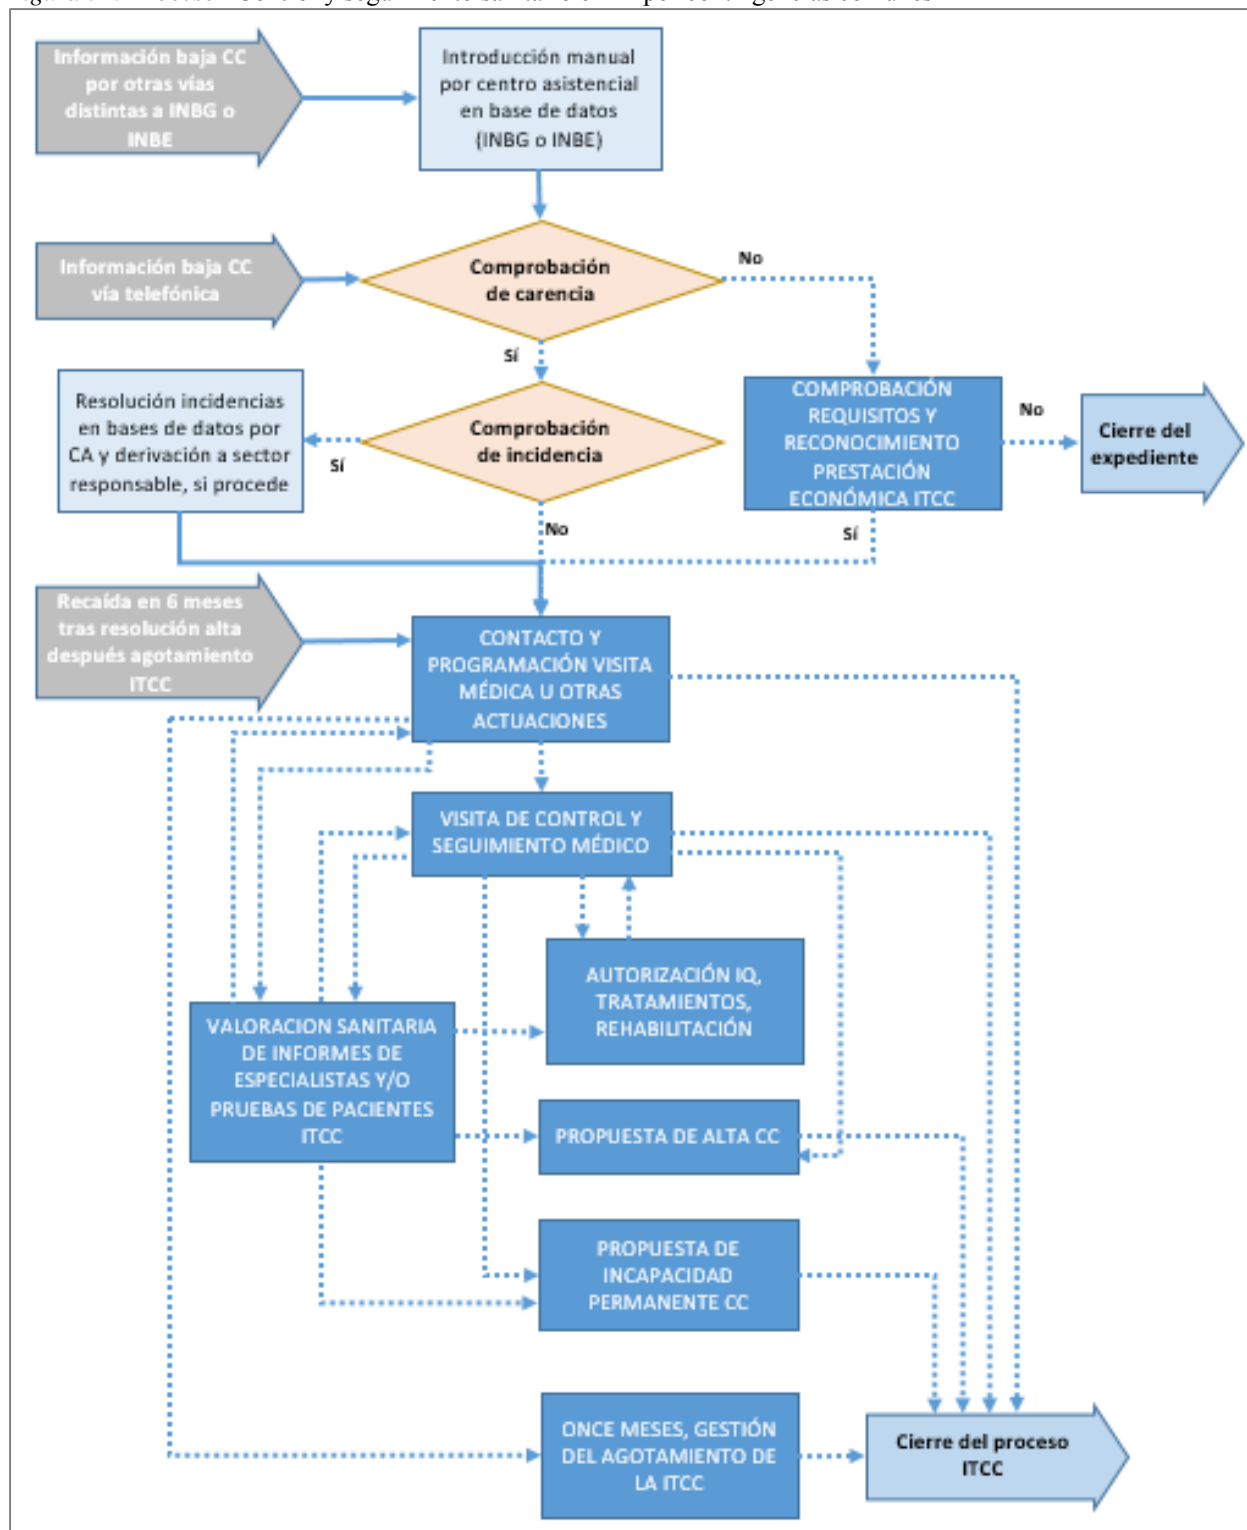 Información baja CC
por otras vías
distintas a INBG o
INBE
Introducción manual
por centro asistencial
en base de datos
(INBG o INBE)
Información baja CC
vía telefónica
Comprobación
de carencia
No
Sí
Resolución incidencias
en bases de datos por
CA y derivación a sector
responsable, si procede
Sí
Comprobación
de incidencia
No
COMPROBACIÓN
REQUISITOS Y
RECONOCIMIENTO
PRESTACIÓN
ECONÓMICA ITCC
No
Sí
Cierre del
expediente
Recaída en 6 meses
tras resolución alta
después agotamiento
ITCC
CONTACTO Y
PROGRAMACIÓN VISITA
MÉDICA U OTRAS
ACTUACIONES
VISITA DE CONTROL Y
SEGUIMIENTO MÉDICO
AUTORIZACIÓN IQ,
TRATAMIENTOS,
REHABILITACIÓN
VALORACION SANITARIA
DE INFORMES DE
ESPECIALISTAS Y/O
PRUEBAS DE PACIENTES
ITCC
PROPUESTA DE ALTA CC
PROPUESTA DE
INCAPACIDAD
PERMANENTE CC
ONCE MESES, GESTIÓN
DEL AGOTAMIENTO DE
LA ITCC
Cierre del proceso
ITCC